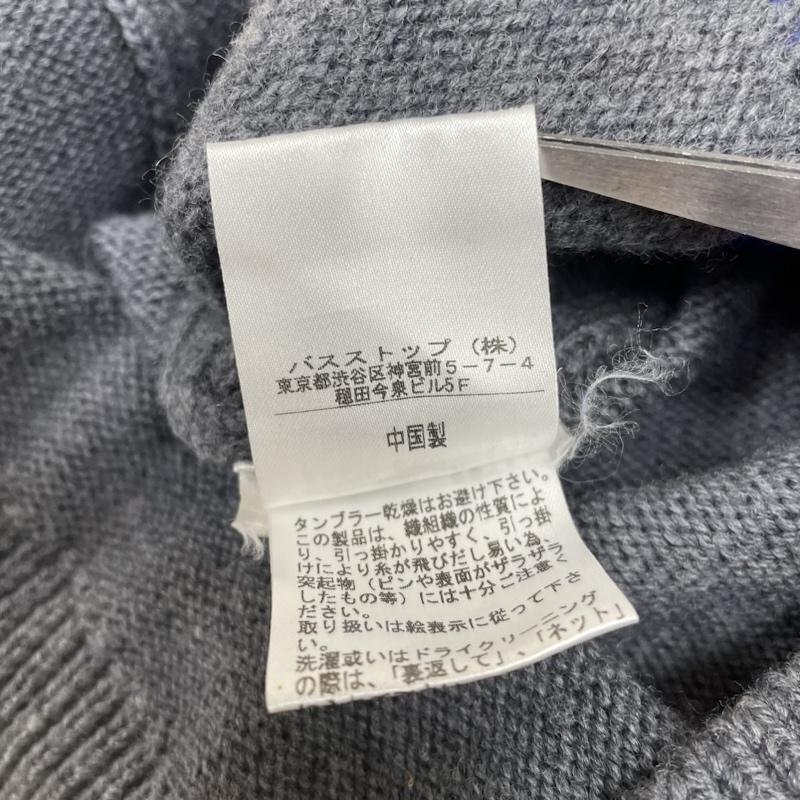 バスストップ（株）
東京都渋谷区神宮前5-7-4
穏田今泉ビル5F
中国製
タンブラー乾燥はお避け下さい。
この製品は、織組織の性質によ
り、引っ掛かりやすく、引っ掛
けにより糸が飛びだし易い為、
突起物（ピンや表面がザラザラ
したもの等）には十分ご注意く
ださい。
取り扱いは絵表示に従って下さ
い。
洗濯或いはドライクリーニング
の際は、「裏返して」、「ネット」